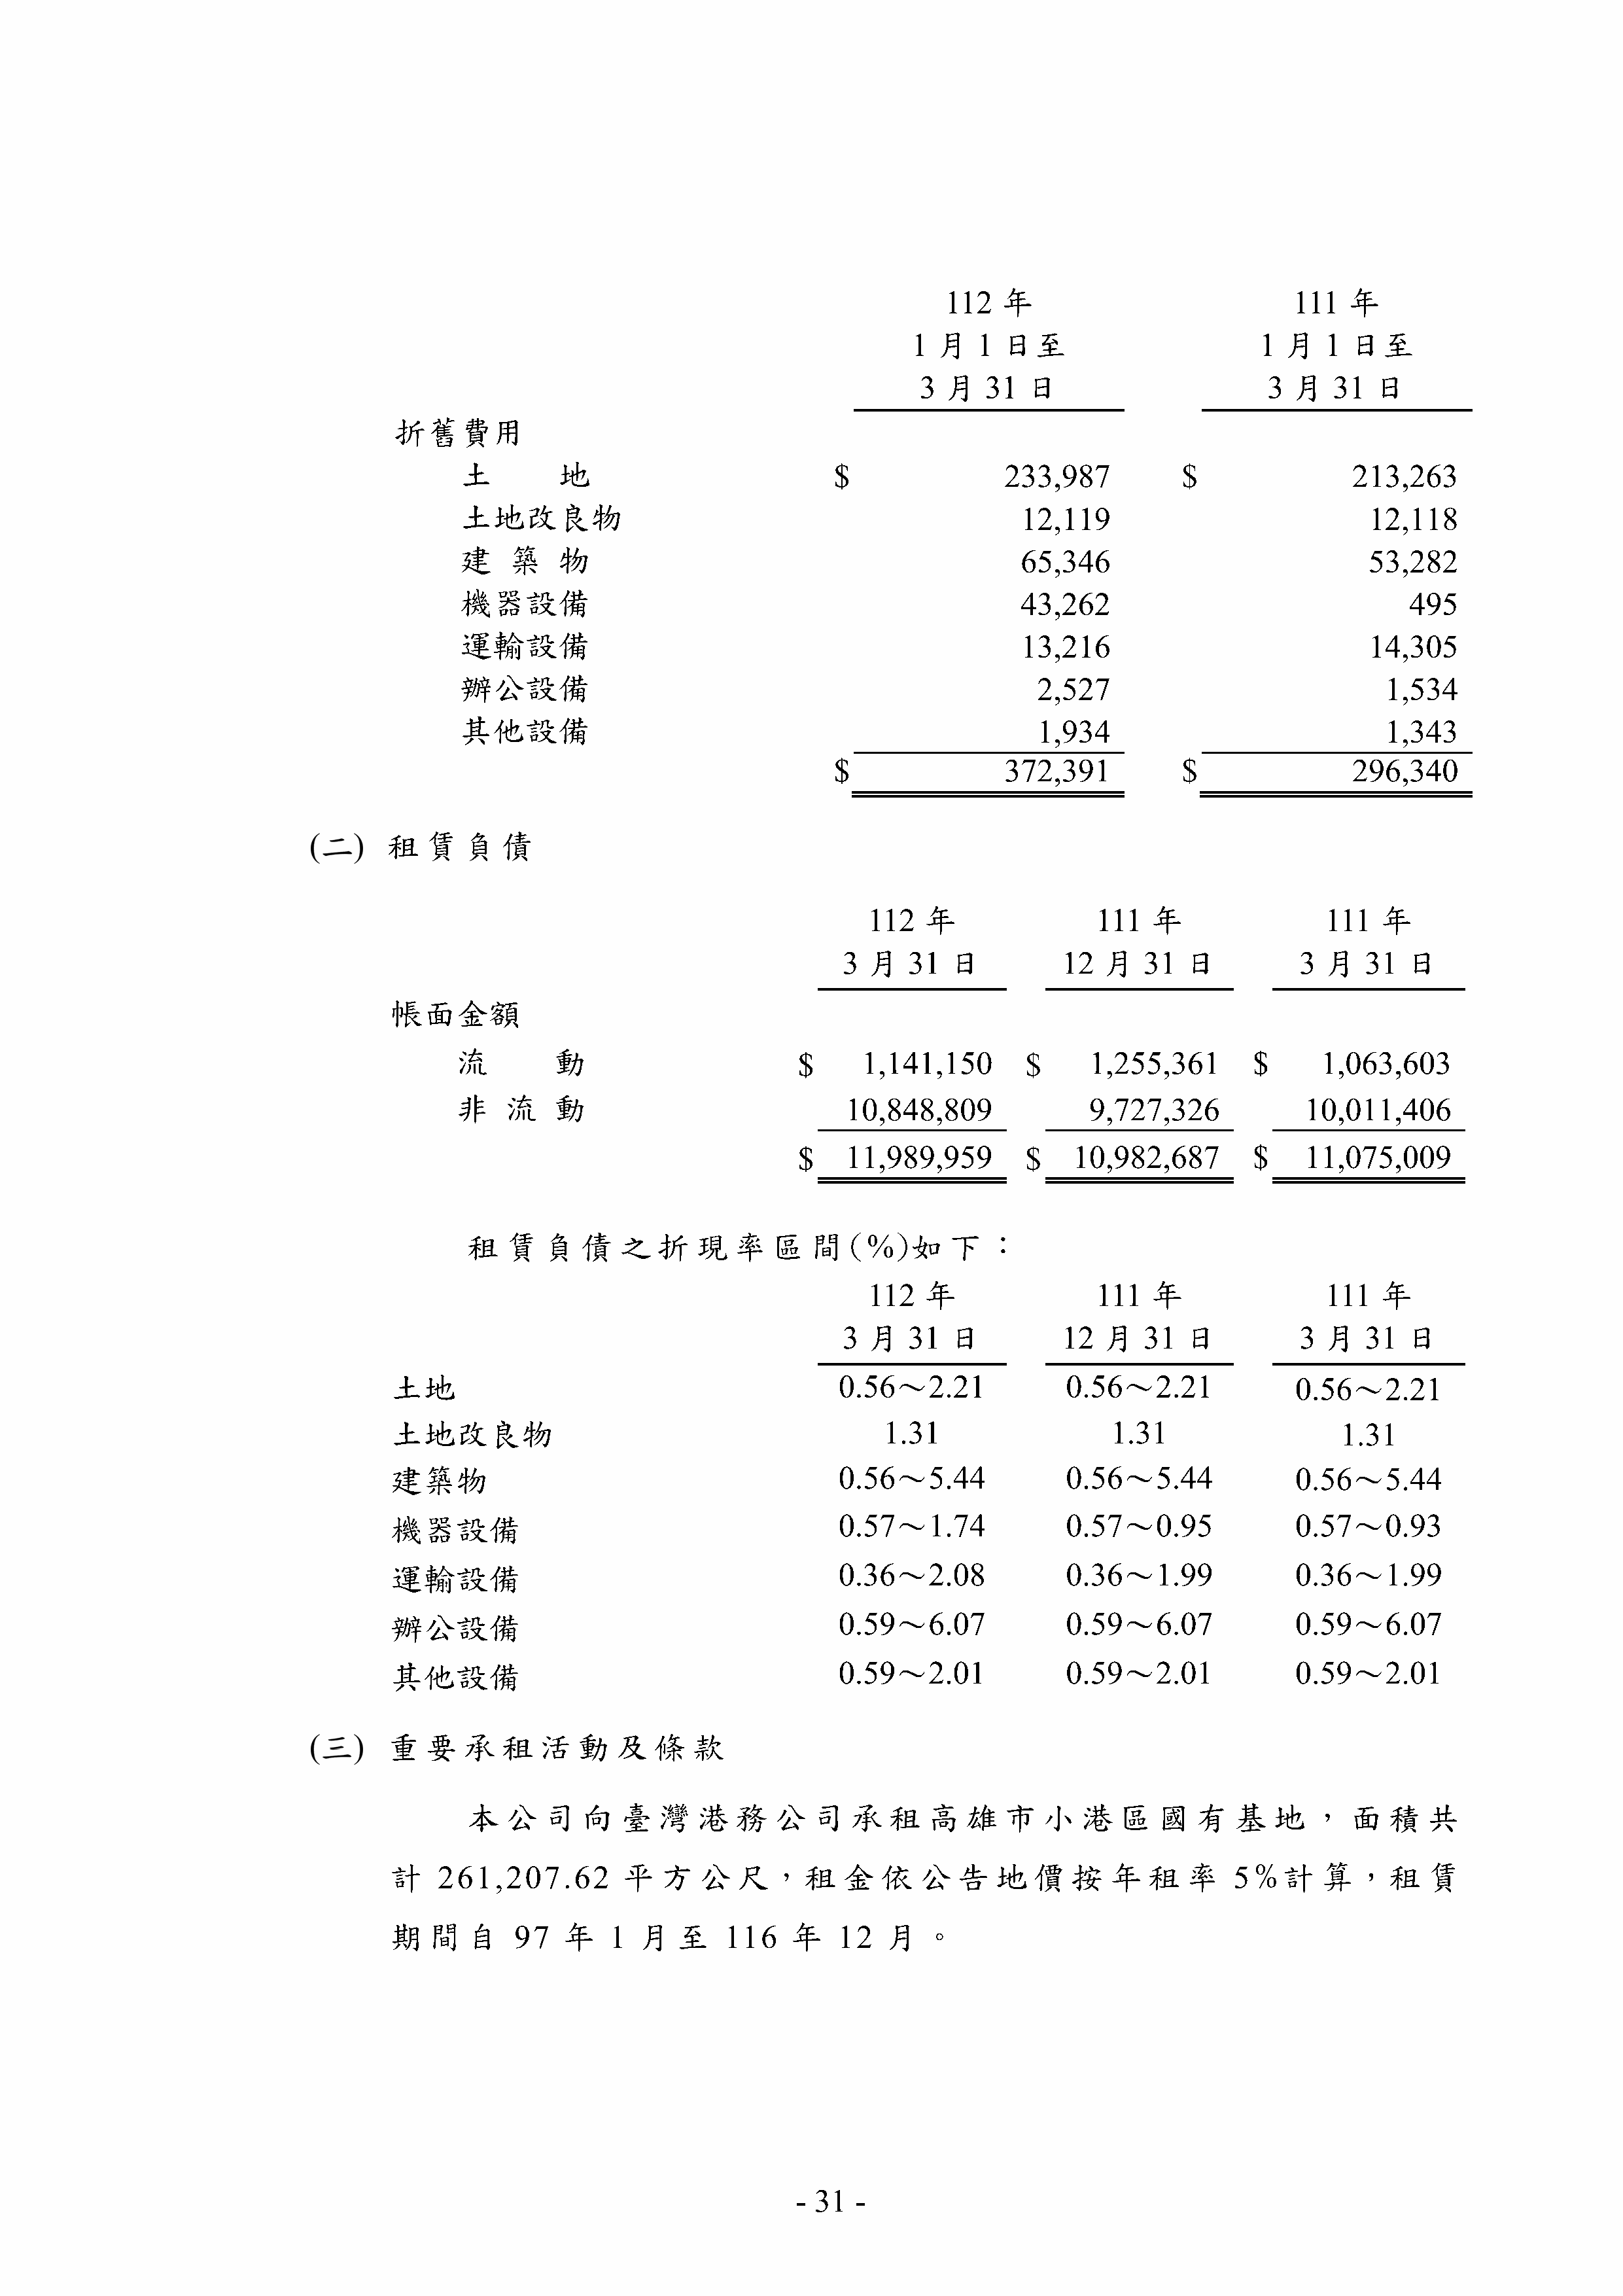 112 年 111 年
1 月 1 日至 1 月 1 日至
3 月 31 日 3 月 31 日
折舊費用
土 地 $ 233,987 $ 213,263
土地改良物 12,119 12,118
建 築 物 65,346 53,282
機器設備 43,262 495
運輸設備 13,216 14,305
辦公設備 2,527 1,534
其他設備 1,934 1,343
$ 372,391 $ 296,340
(二) 租賃負債
112 年 111 年 111 年
3 月 31 日 12 月 31 日 3 月 31 日
帳面金額
流 動 $ 1,141,150 $ 1,255,361 $ 1,063,603
非 流 動 10,848,809 9,727,326 10,011,406
$ 11,989,959 $ 10,982,687 $ 11,075,009
租賃負債之折現率區間(%)如下：
112 年 111 年 111 年
3 月 31 日 12 月 31 日 3 月 31 日
土地 0.56～2.21 0.56～2.21 0.56～2.21
土地改良物 1.31 1.31 1.31
建築物 0.56～5.44 0.56～5.44 0.56～5.44
機器設備 0.57～1.74 0.57～0.95 0.57～0.93
運輸設備 0.36～2.08 0.36～1.99 0.36～1.99
辦公設備 0.59～6.07 0.59～6.07 0.59～6.07
其他設備 0.59～2.01 0.59～2.01 0.59～2.01
(三) 重要承租活動及條款
本公司向臺灣港務公司承租高雄市小港區國有基地，面積共
計 261,207.62 平方公尺，租金依公告地價按年租率 5%計算，租賃
期間自 97 年 1 月至 116 年 12 月。
- 31 -